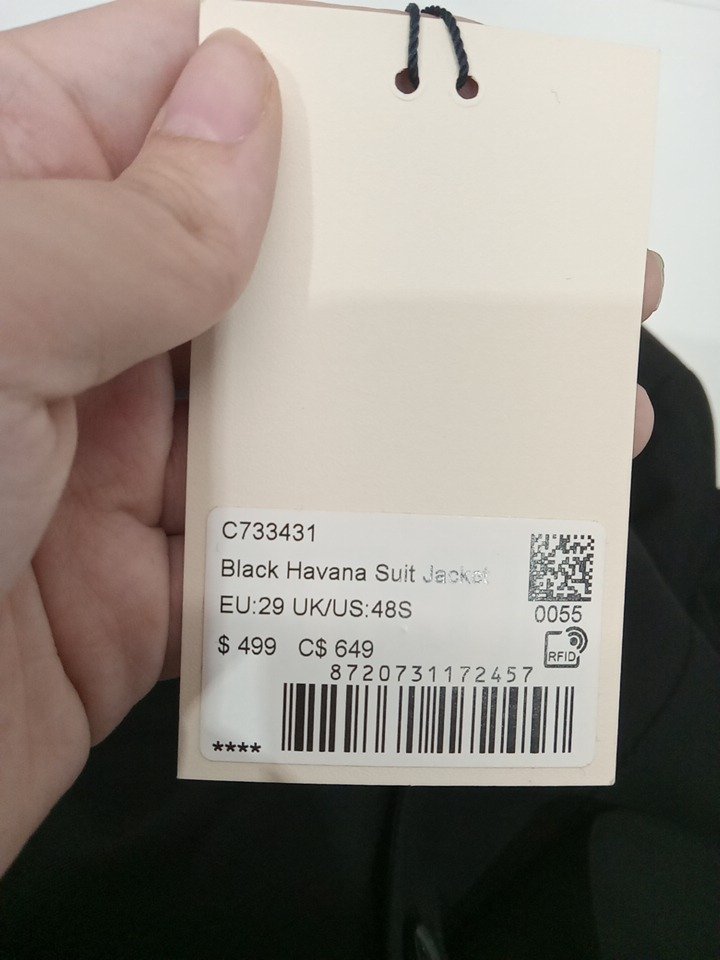 C733431
Black Havana Suit Jacket
EU:29 UK/US:48S
0055
$ 499 C$ 649
RFID
8720731172457
****